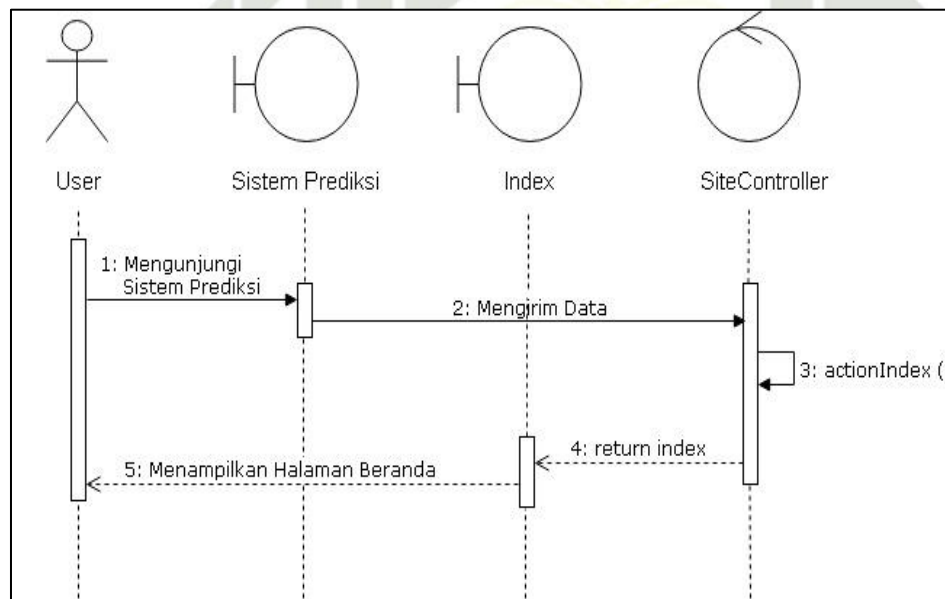 User
Sistem Prediksi
Index
SiteController
1: Mengunjungi
Sistem Prediksi
2: Mengirim Data
3: actionIndex (
4: return index
5: Menampilkan Halaman Beranda